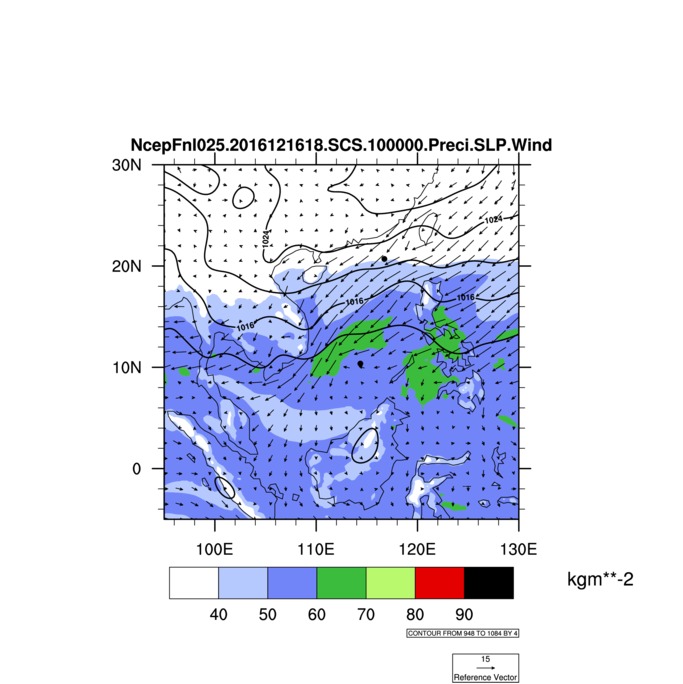 NcepFnl025.2016121618.SCS.100000.Preci.SLP.Wind
30N
1024
1024
20N
1016
1016
1016
10N
0
100E
110E
120E
130E
kgm**-2
40
50
60
70
80
90
CONTOUR FROM 948 TO 1084 BY 4
15
Reference Vector